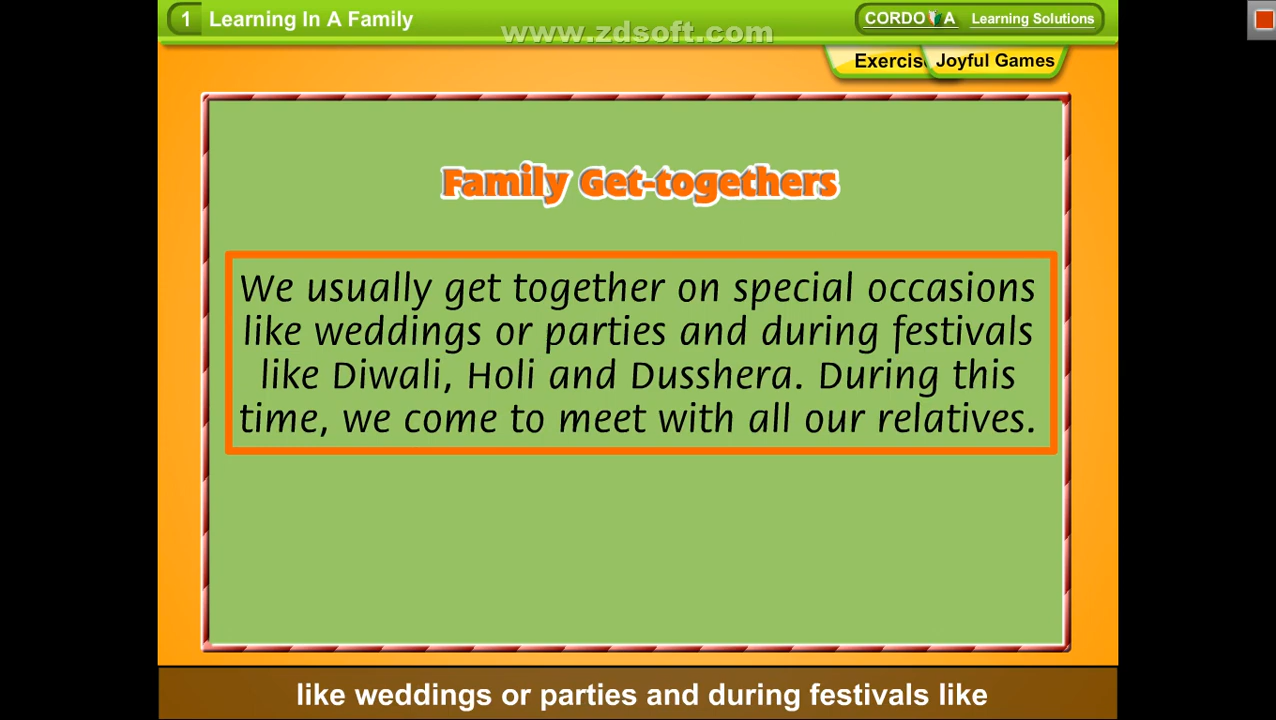 1 Learning In A Family
CORDOVA Learning Solutions
www.zdsoft.com
Exercis Joyful Games
Family Get-togethers
We usually get together on special occasions
like weddings or parties and during festivals
like Diwali, Holi and Dusshera. During this
time, we come to meet with all our relatives.
like weddings or parties and during festivals like